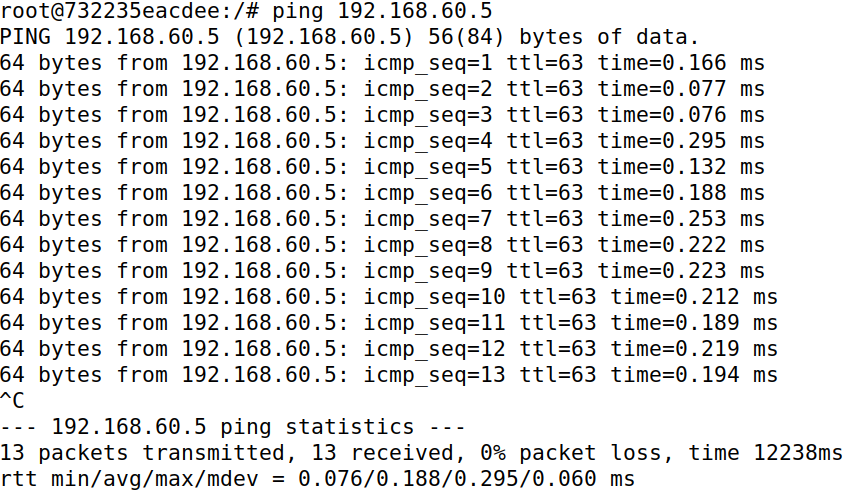 root@732235eacdee:/# ping 192.168.60.5
PING 192.168.60.5 (192.168.60.5) 56(84) bytes of data.
64 bytes from 192.168.60.5: icmp_seq=1 ttl=63 time=0.166 ms
64 bytes from 192.168.60.5: icmp_seq=2 ttl=63 time=0.077 ms
64 bytes from 192.168.60.5: icmp_seq=3 ttl=63 time=0.076 ms
64 bytes from 192.168.60.5: icmp_seq=4 ttl=63 time=0.295 ms
64 bytes from 192.168.60.5: icmp_seq=5 ttl=63 time=0.132 ms
64 bytes from 192.168.60.5: icmp_seq=6 ttl=63 time=0.188 ms
64 bytes from 192.168.60.5: icmp_seq=7 ttl=63 time=0.253 ms
64 bytes from 192.168.60.5: icmp_seq=8 ttl=63 time=0.222 ms
64 bytes from 192.168.60.5: icmp_seq=9 ttl=63 time=0.223 ms
64 bytes from 192.168.60.5: icmp_seq=10 ttl=63 time=0.212 ms
64 bytes from 192.168.60.5: icmp_seq=11 ttl=63 time=0.189 ms
64 bytes from 192.168.60.5: icmp_seq=12 ttl=63 time=0.219 ms
64 bytes from 192.168.60.5: icmp_seq=13 ttl=63 time=0.194 ms
^C
--- 192.168.60.5 ping statistics ---
13 packets transmitted, 13 received, 0% packet loss, time 12238ms
rtt min/avg/max/mdev = 0.076/0.188/0.295/0.060 ms